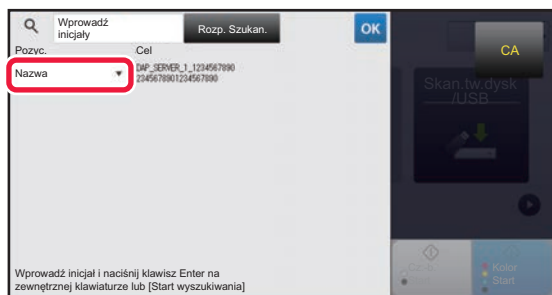 Wprowadź
inicjały
Rozp. Szukan.
OK
CA
Pozyc.
Cel
Nazwa
DAP_SERVER_1_1234567890
2345678901234567890
Skan.tw.dysk
/USB
Kolor
Start
Wprowadź inicjał i naciśnij klawisz Enter na
zewnętrznej klawiaturze lub [Start wyszukiwania]